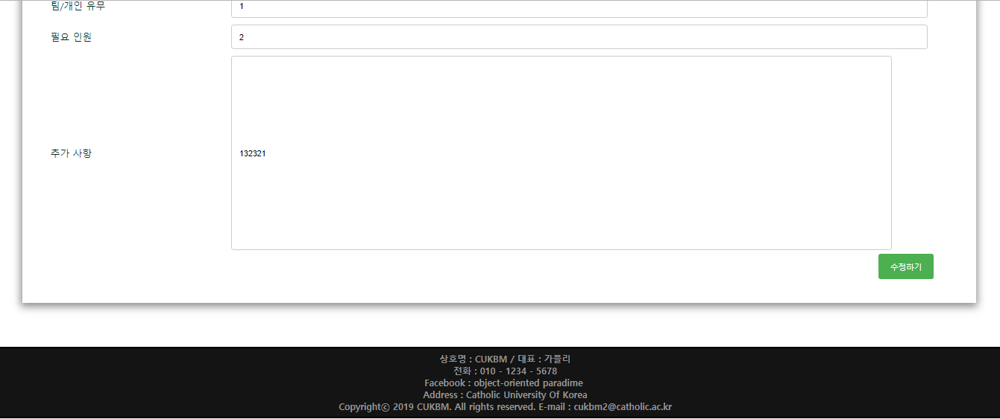 팀/개인 유무 1
필요 인원 2
추가 사항 132321
수정하기
상호명 : CUKBM / 대표 : 가플리
전화 : 010 - 1234 - 5678
Facebook : object-oriented paradime
Address : Catholic University Of Korea
Copyrightⓒ 2019 CUKBM. All rights reserved. E-mail : cukbm2@catholic.ac.kr